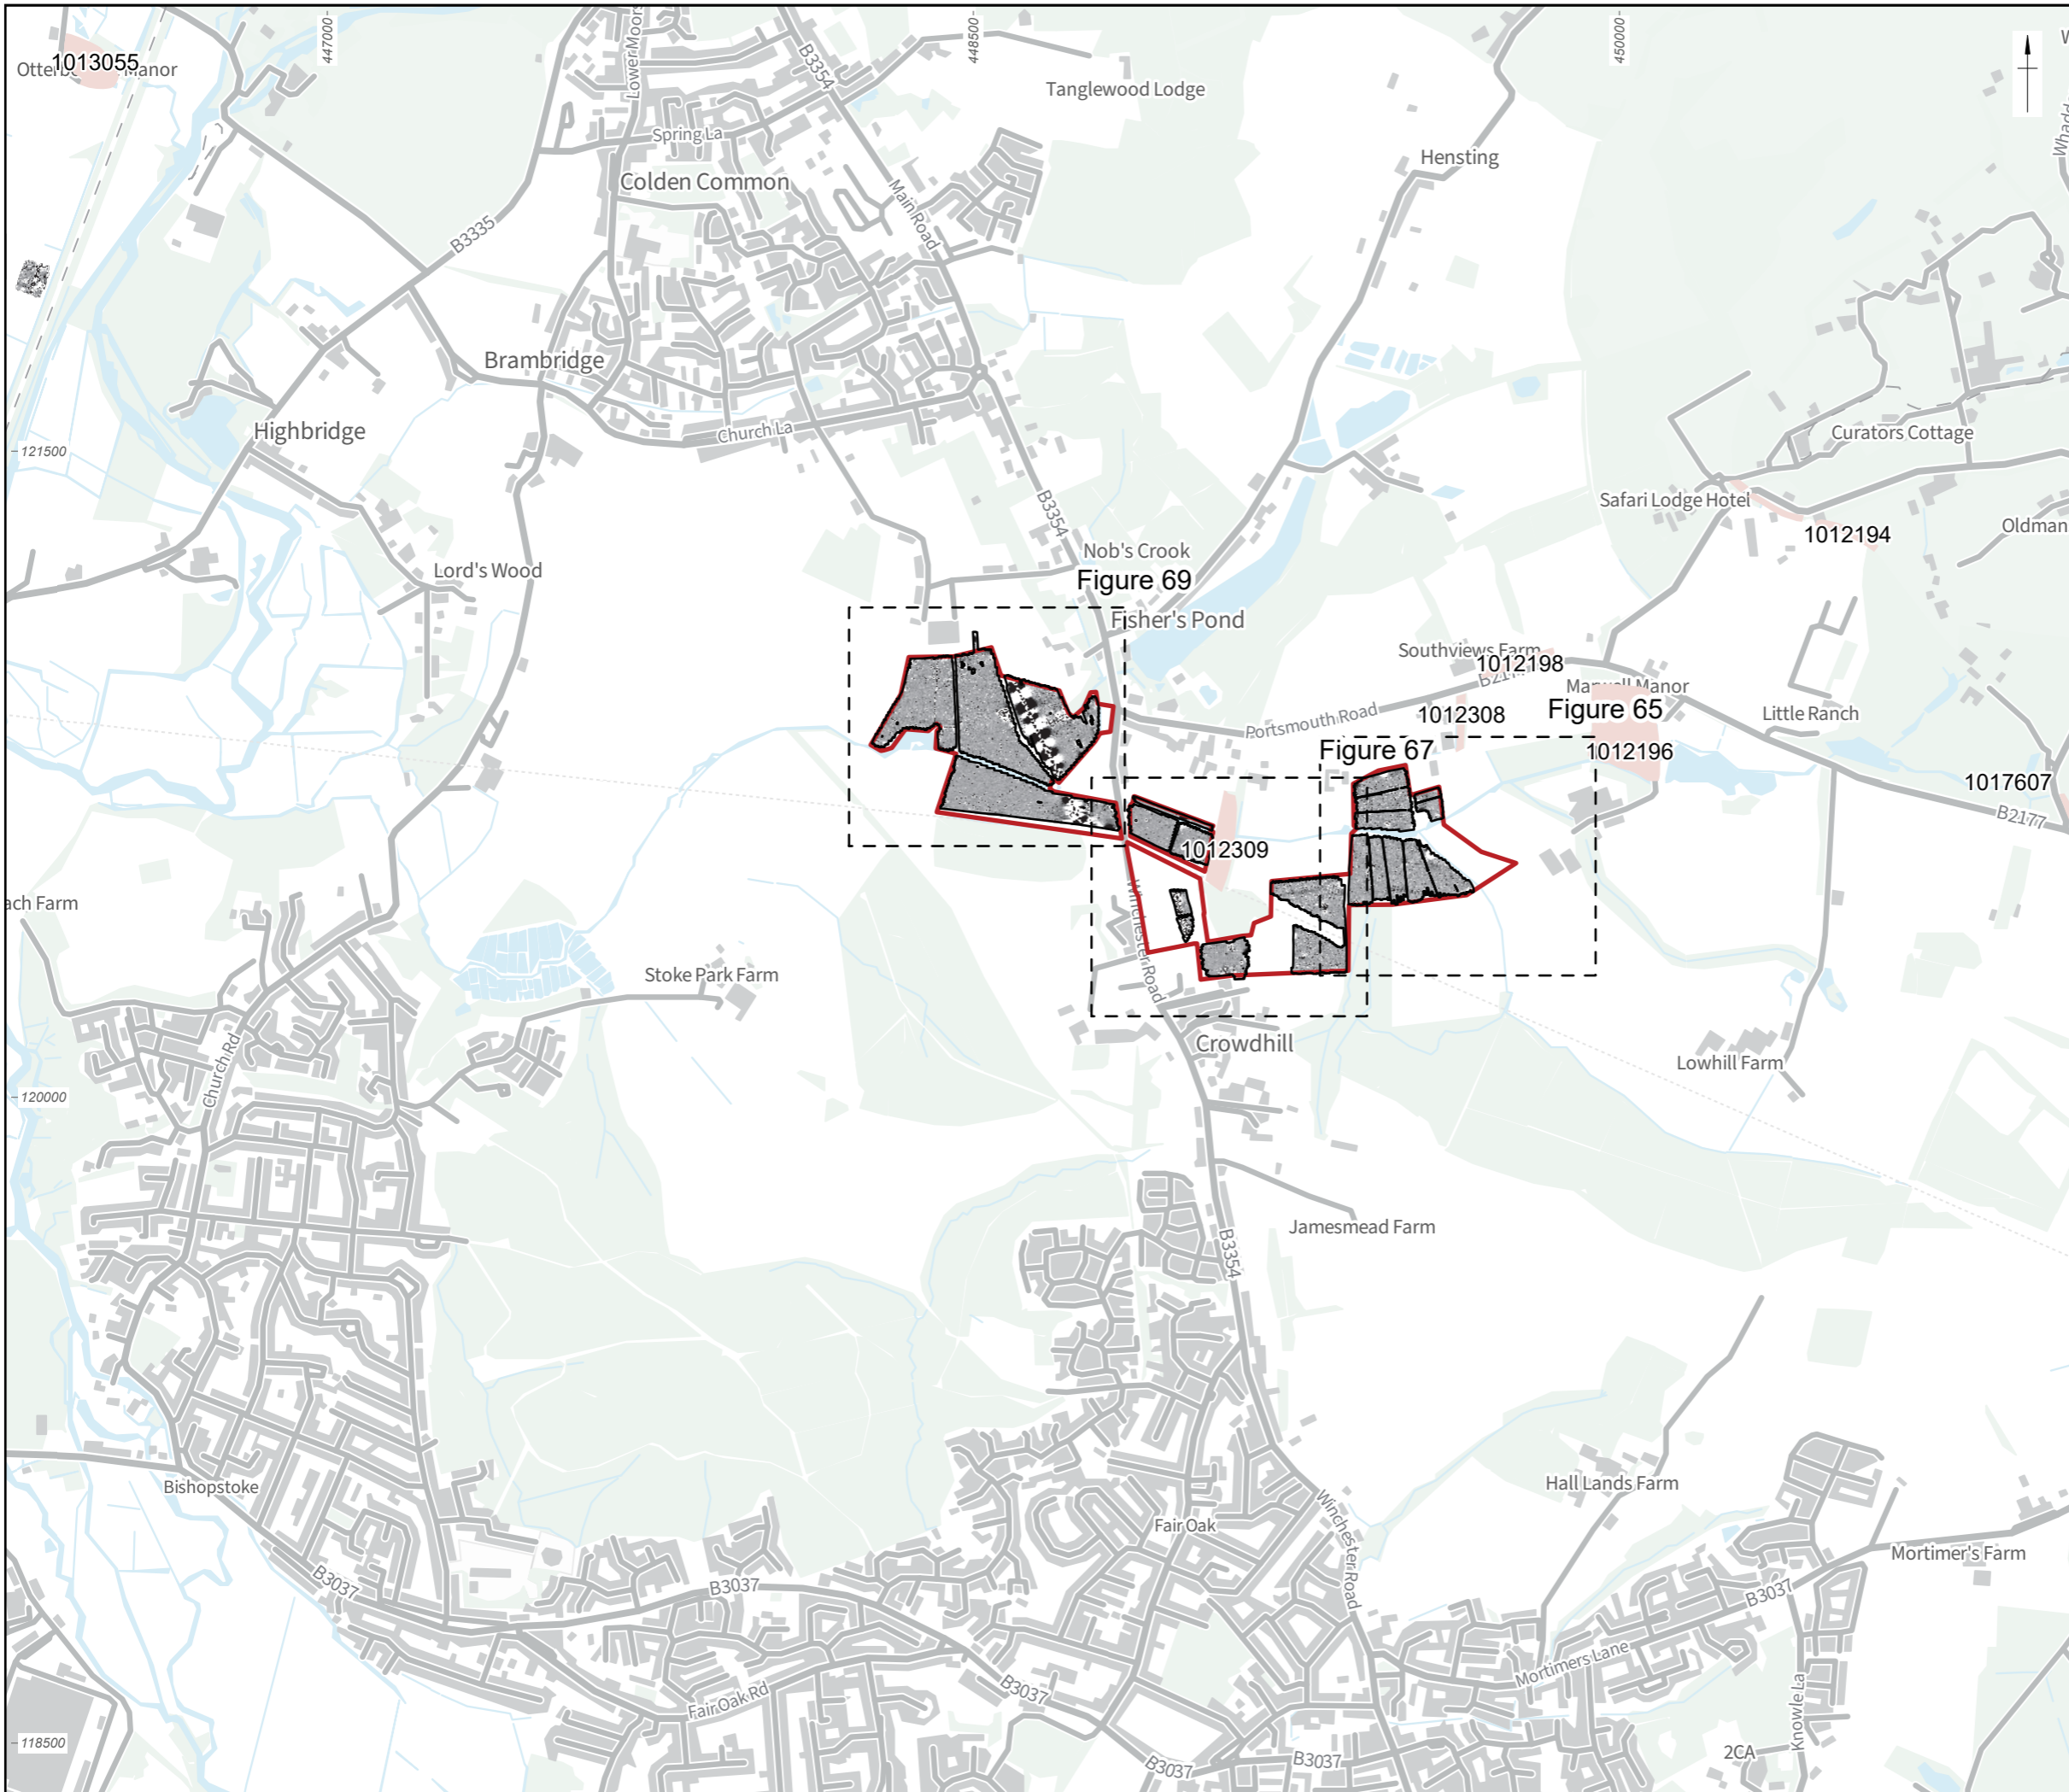 447000
448500
450000
1013055
Lower Moors
B3354
Tanglewood Lodge
Spring La
Hensting
Colden Common
Main Road
B3335
Brambridge
Highbridge
Church La
Curators Cottage
121500
B3354
Safari Lodge Hotel
1012194
Oldman
Nob's Crook
Lord's Wood
Figure 69
Fisher's Pond
Southviews Farm
1012198
Marwell Manor
Portsmouth Road
1012308
Figure 65
Little Ranch
Figure 67
1012196
1017607
B2177
1012309
Winchester Road
ach Farm
Stoke Park Farm
Crowdhill
Church Rd
Lowhill Farm
120000
Jamesmead Farm
B3354
Bishopstoke
Hall Lands Farm
Winchester Road
Fair Oak
Mortimer's Farm
B3037
B3037
B3037
Mortimers Lane
Fair Oak Rd
B3037
Knowle La
118500
2CA
B3037
B3037